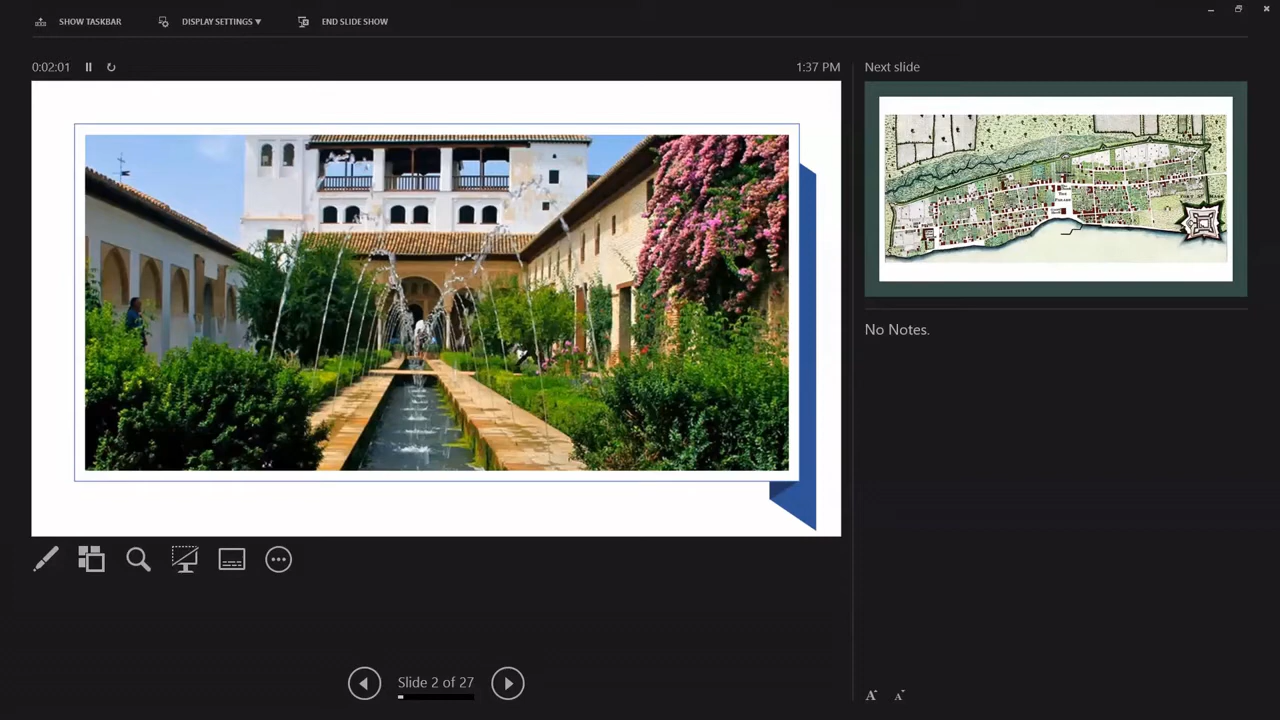 SHOW TASKBAR
DISPLAY SETTINGS ▼
END SLIDE SHOW
0:02:01
1:37 PM
Next slide
No Notes.
Slide 2 of 27
A
A